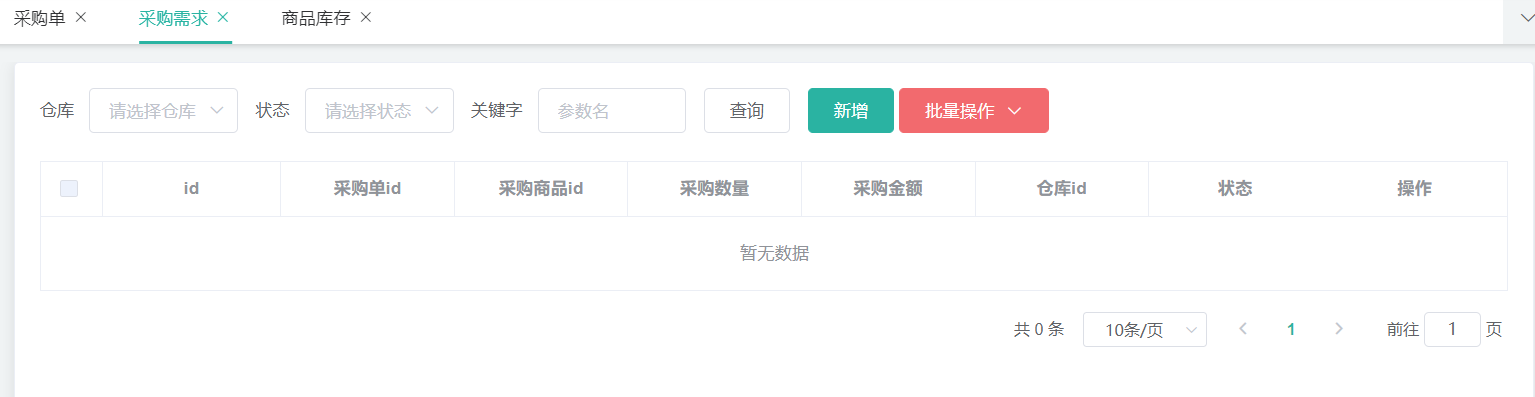 采购单 采购需求 商品库存
仓库 请选择仓库 状态 请选择状态 关键字 参数名 查询 新增 批量操作
id 采购单id 采购商品id 采购数量 采购金额 仓库id 状态 操作
暂无数据
共 0 条 10条/页 1 前往 1 页